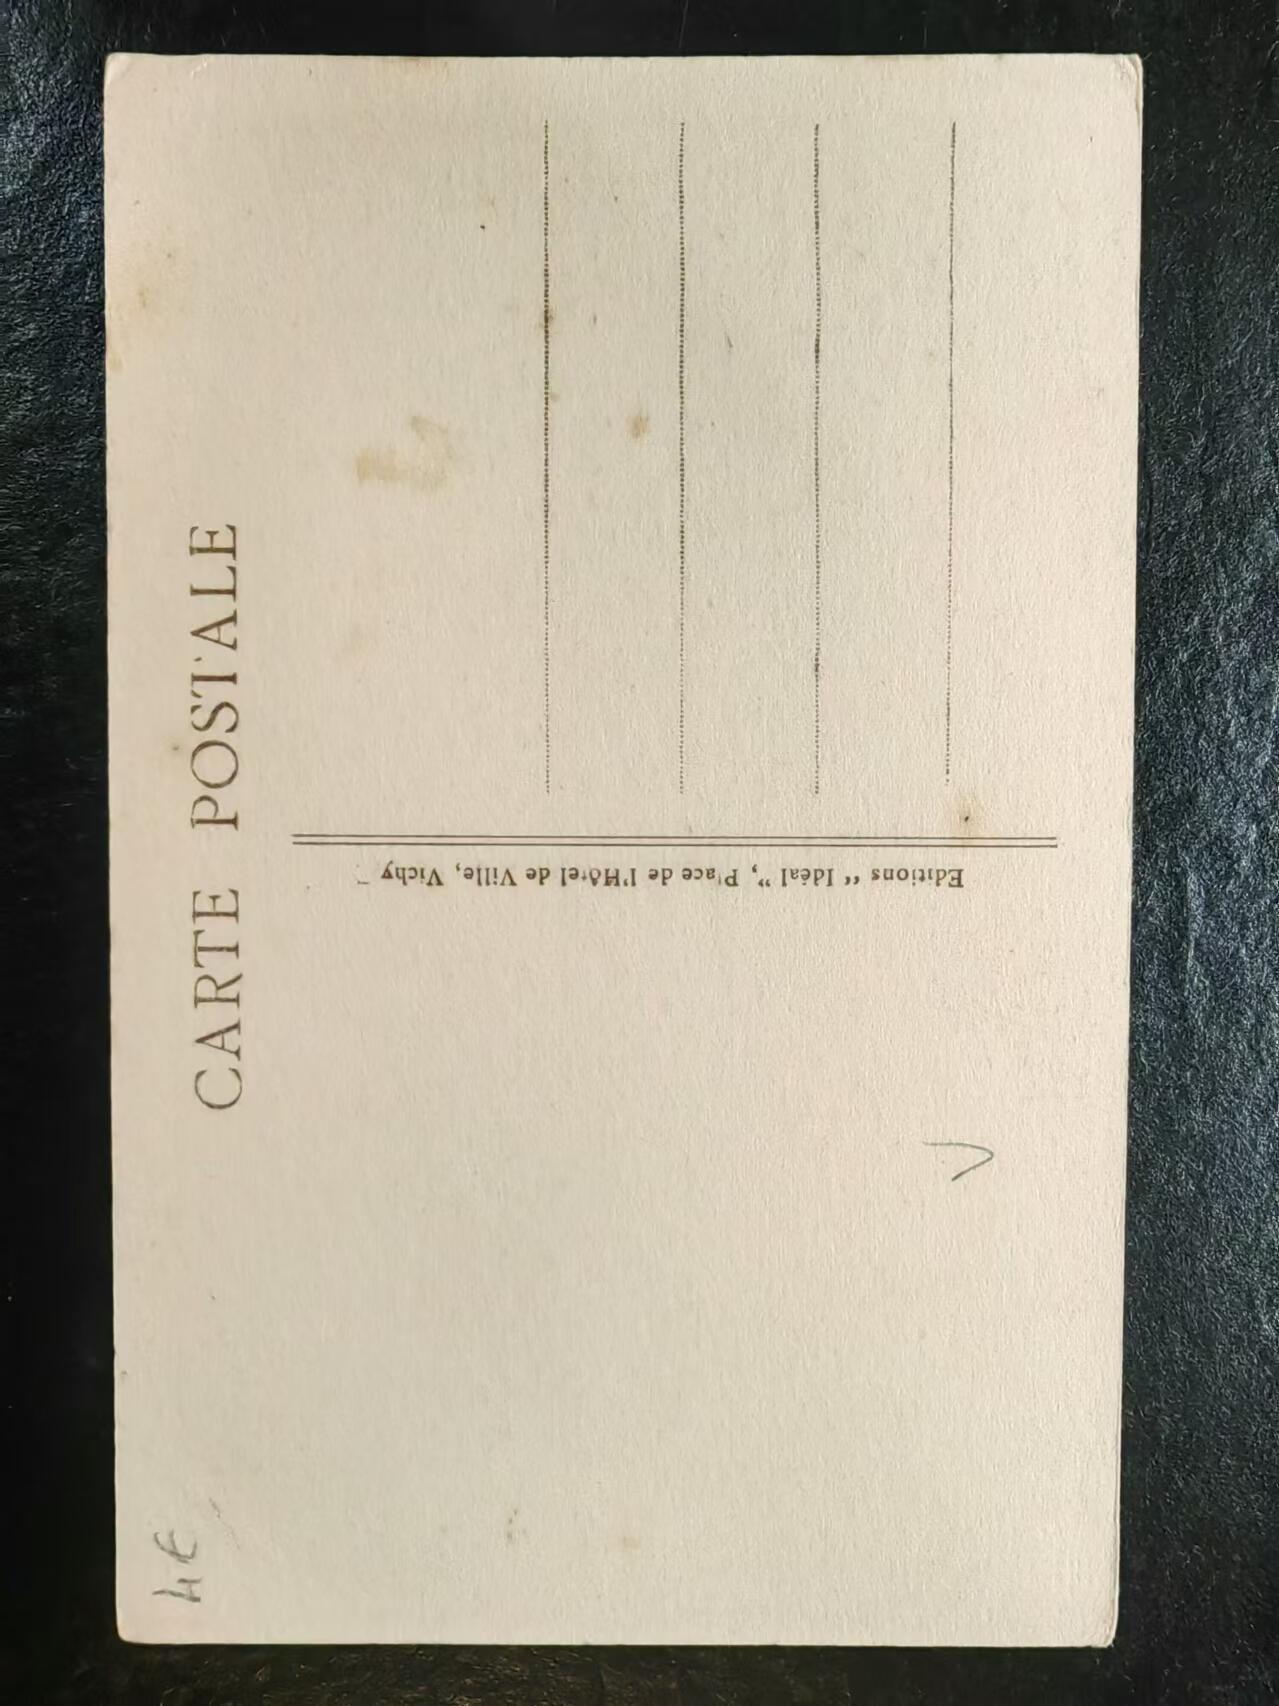 CARTE POSTALE
Editions “ Idéal ”, Place de l'Hôtel de Ville, Vichy
4€